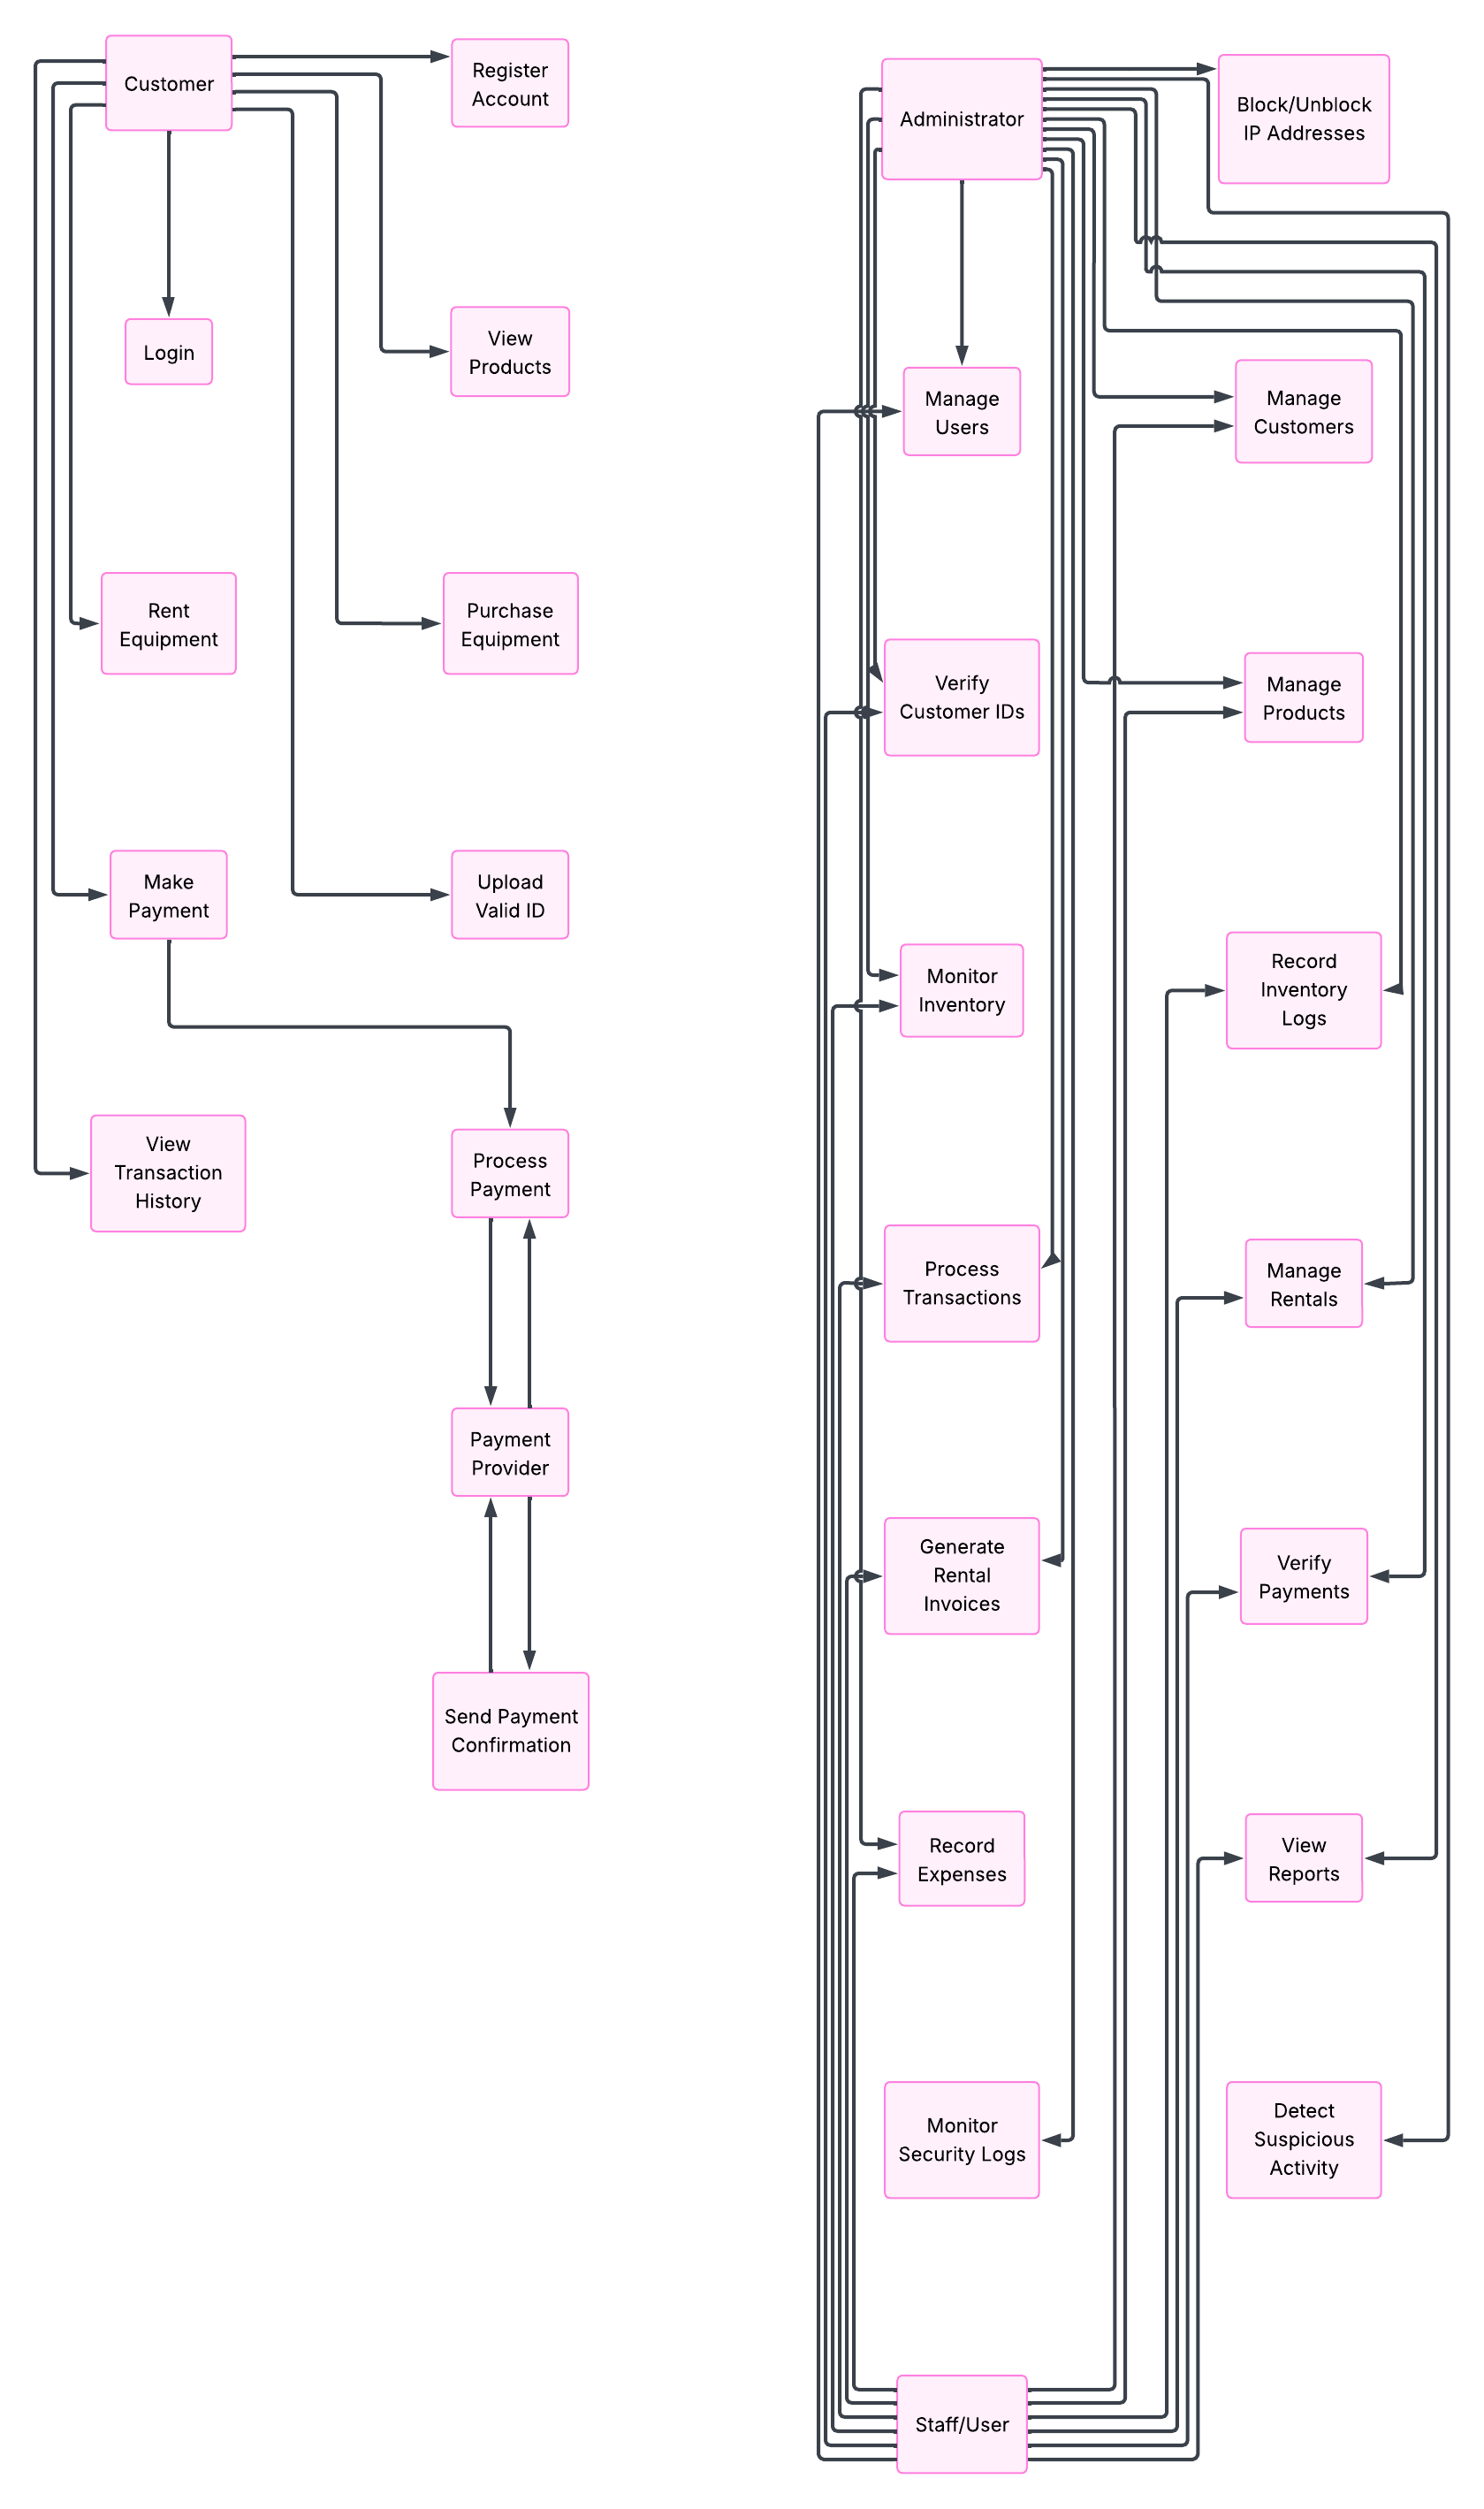 Customer
Register
Account
Login
View
Products
Rent
Equipment
Purchase
Equipment
Make
Payment
Upload
Valid ID
View
Transaction
History
Process
Payment
Payment
Provider
Send Payment
Confirmation
Administrator
Block/Unblock
IP Addresses
Manage
Users
Manage
Customers
Verify
Customer IDs
Manage
Products
Monitor
Inventory
Record
Inventory
Logs
Process
Transactions
Manage
Rentals
Generate
Rental
Invoices
Verify
Payments
Record
Expenses
View
Reports
Monitor
Security Logs
Detect
Suspicious
Activity
Staff/User